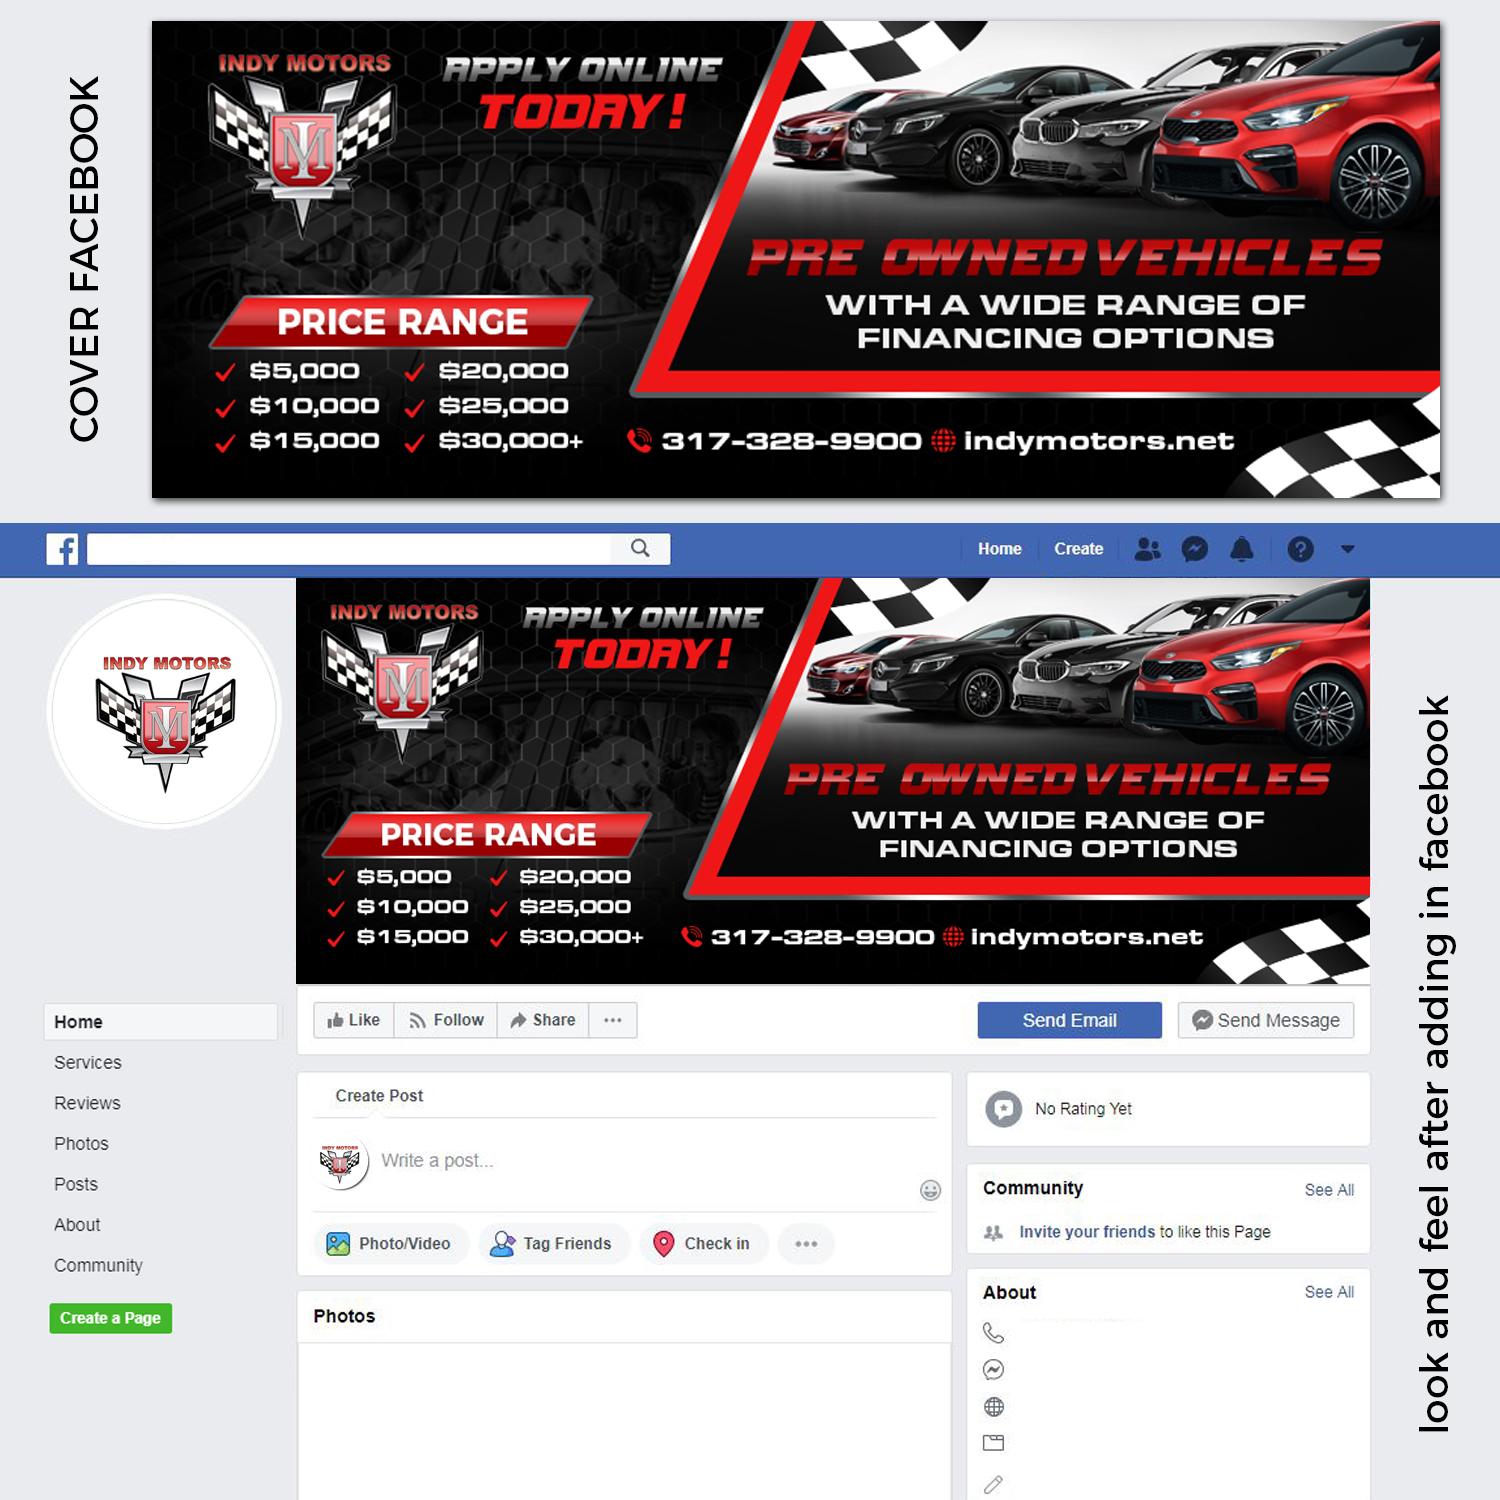 COVER FACEBOOK
INDY MOTORS
IM
APPLY ONLINE
TODAY!
PRE OWNED VEHICLES
WITH A WIDE RANGE OF
FINANCING OPTIONS
PRICE RANGE
$5,000 $20,000
$10,000 $25,000
$15,000 $30,000+
317-328-9900 indymotors.net
Home Create
INDY MOTORS
IM
INDY MOTORS
IM
APPLY ONLINE
TODAY!
PRE OWNED VEHICLES
WITH A WIDE RANGE OF
FINANCING OPTIONS
PRICE RANGE
$5,000 $20,000
$10,000 $25,000
$15,000 $30,000+
317-328-9900 indymotors.net
look and feel after adding in facebook
Like Follow Share
Send Email Send Message
Home
Services
Reviews
Photos
Posts
About
Community
Create a Page
Create Post
INDY MOTORS
Write a post...
Photo/Video Tag Friends Check in
Photos
No Rating Yet
Community See All
Invite your friends to like this Page
About See All